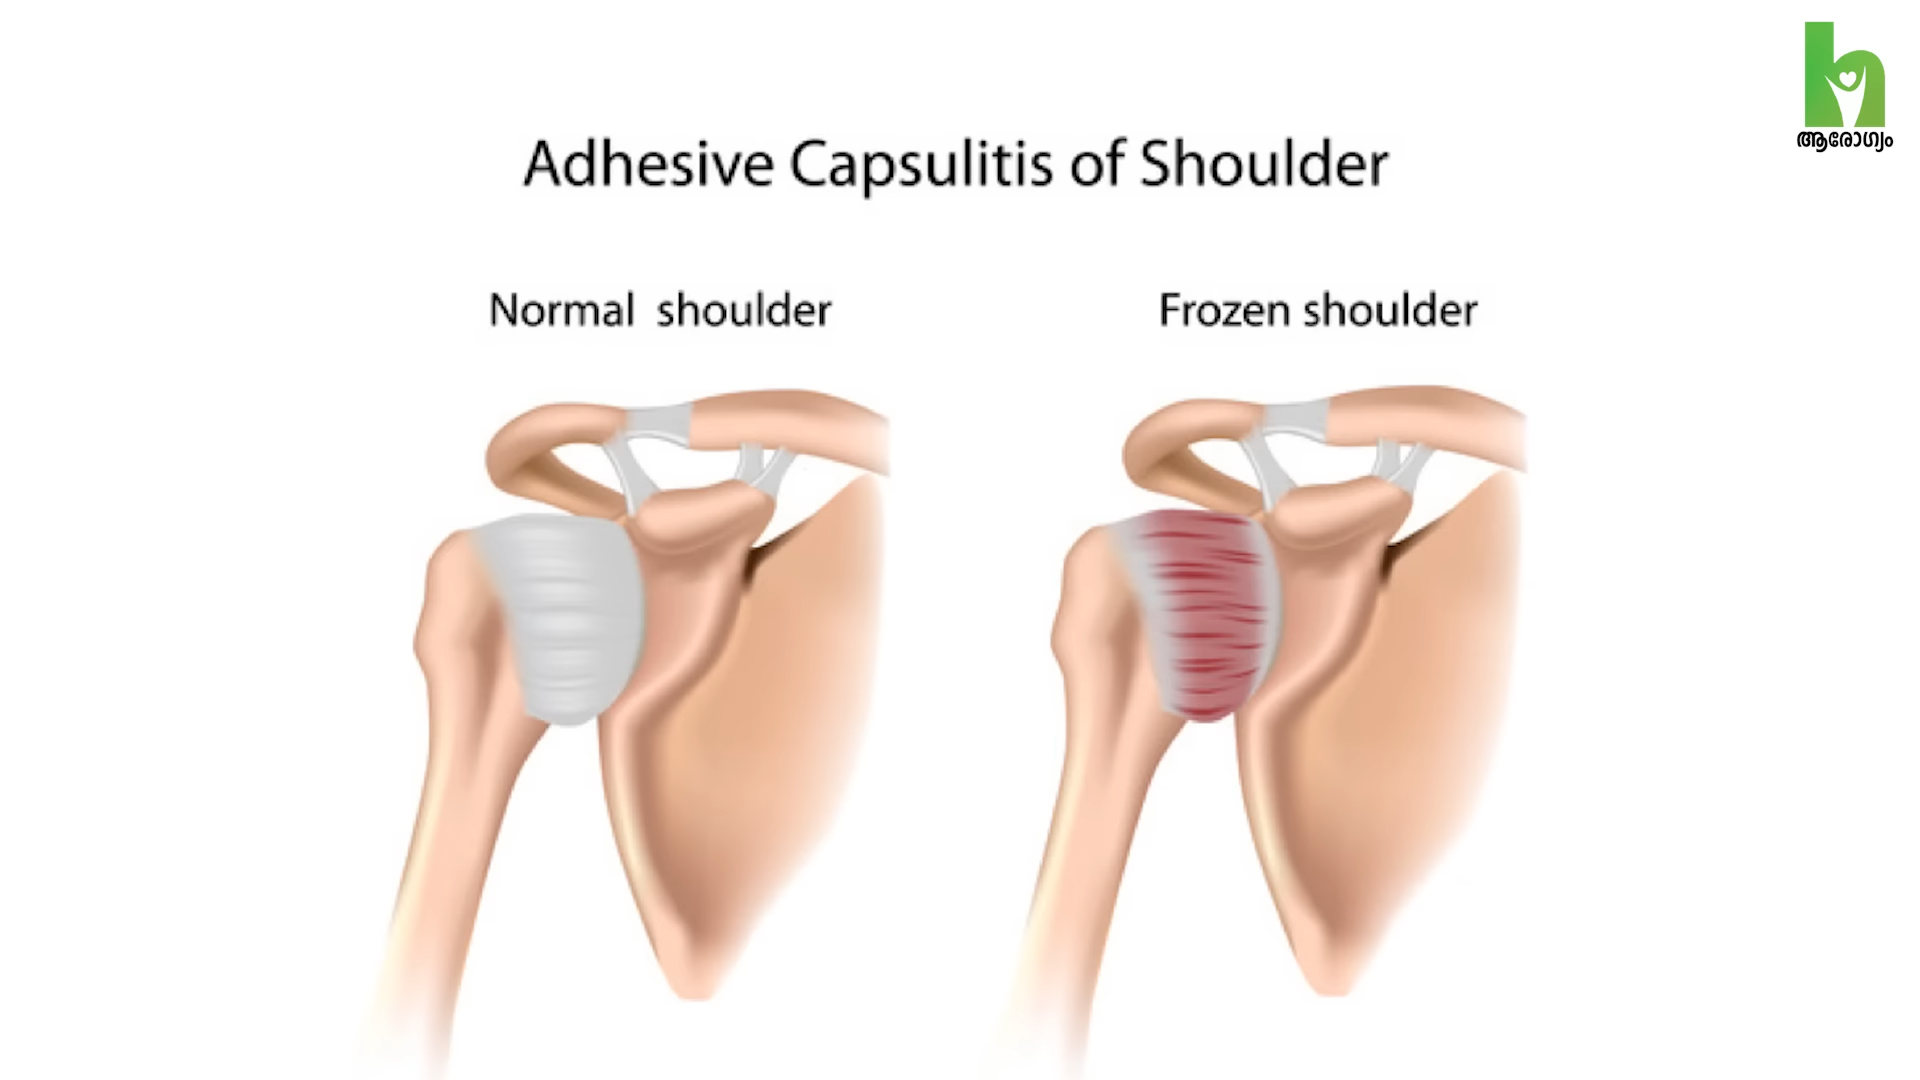 ആരോഗ്യം
Adhesive Capsulitis of Shoulder
Normal shoulder
Frozen shoulder